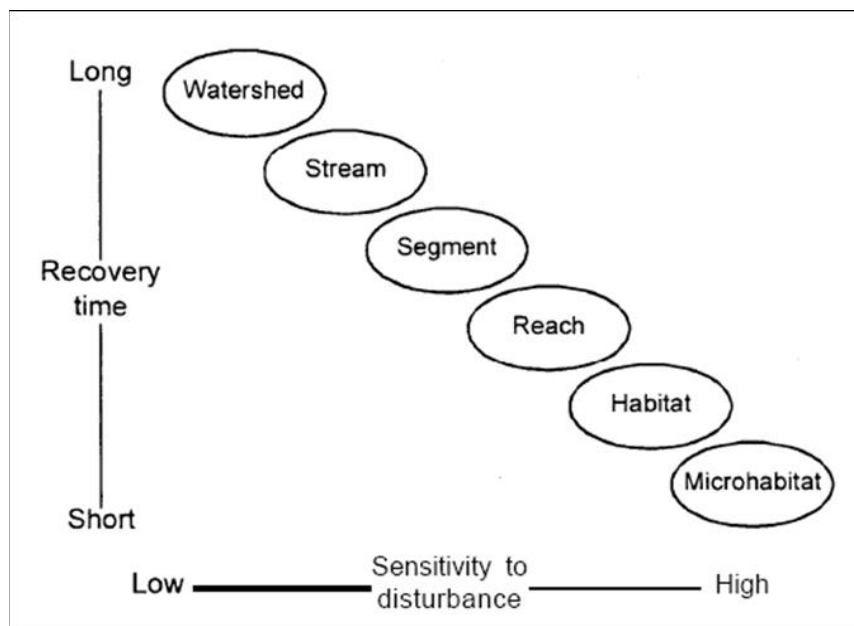 Long
Watershed
Stream
Segment
Recovery
time
Reach
Habitat
Microhabitat
Short
Low
Sensitivity to
disturbance
High